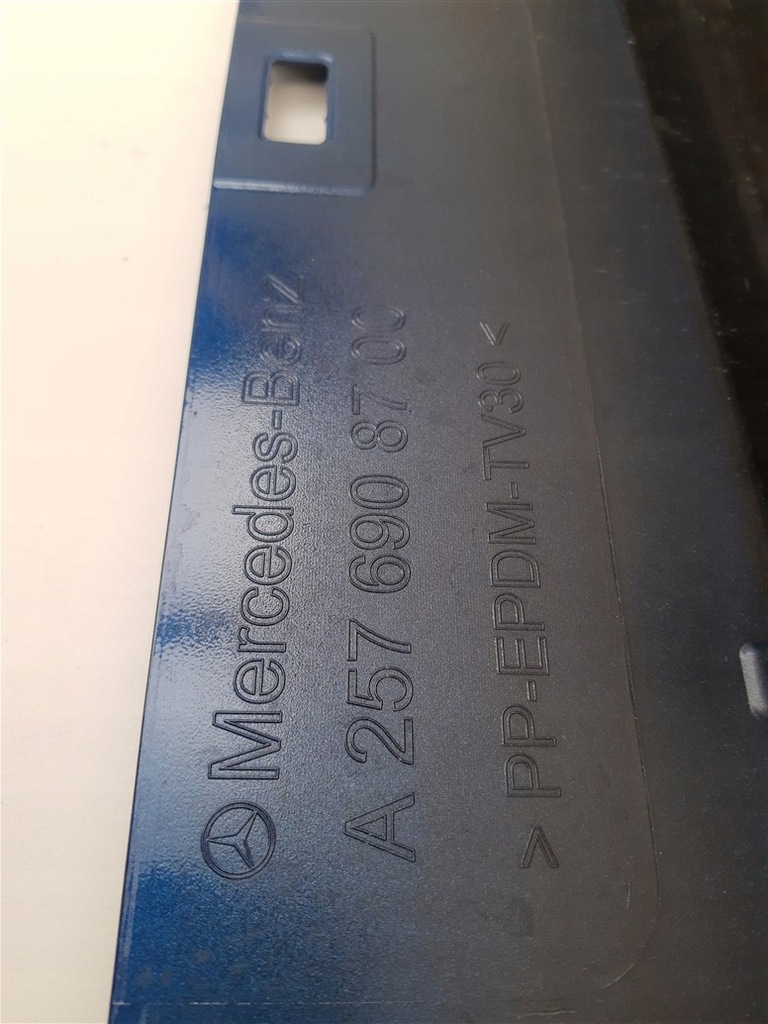 Mercedes-Benz
A 257 690 87 00
>PP-EPDM-TV30<